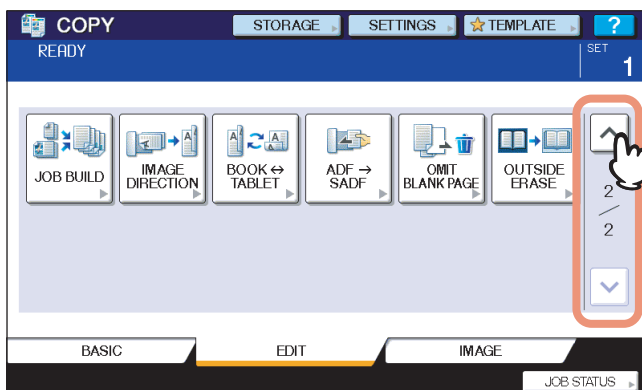 COPY
STORAGE
SETTINGS
TEMPLATE
?
READY
SET
1
JOB BUILD
IMAGE
DIRECTION
BOOK ↔
TABLET
ADF →
SADF
OMIT
BLANK PAGE
OUTSIDE
ERASE
2
/
2
BASIC
EDIT
IMAGE
JOB STATUS